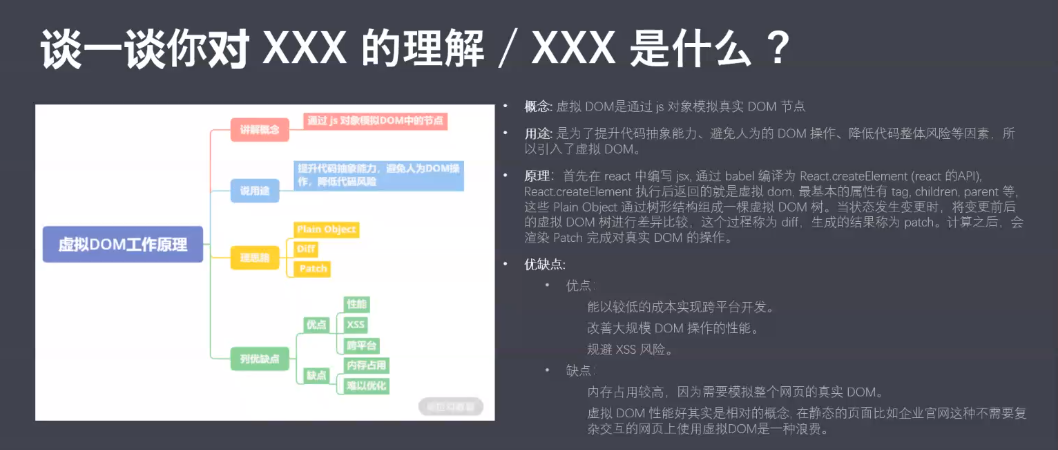 谈一谈你对 XXX 的理解 / XXX 是什么？
虚拟DOM工作原理
讲解概念
通过 js 对象模拟DOM中的节点
说用途
提升代码抽象能力，避免人为DOM操
作，降低代码风险
理思路
Plain Object
Diff
Patch
列优缺点
优点
性能
XSS
跨平台
缺点
内存占用
难以优化
• 概念: 虚拟 DOM是通过 js 对象模拟真实 DOM 节点
• 用途: 是为了提升代码抽象能力、避免人为的 DOM 操作、降低代码整体风险等因素，所
以引入了虚拟 DOM。
• 原理：首先在 react 中编写 jsx, 通过 babel 编译为 React.createElement (react 的API),
React.createElement 执行后返回的就是虚拟 dom, 最基本的属性有 tag, children, parent 等,
这些 Plain Object 通过树形结构组成一棵虚拟 DOM 树。当状态发生变更时，将变更前后
的虚拟 DOM 树进行差异比较，这个过程称为 diff，生成的结果称为 patch。计算之后，会
渲染 Patch 完成对真实 DOM 的操作。
• 优缺点:
• 优点：
能以较低的成本实现跨平台开发。
改善大规模 DOM 操作的性能。
规避 XSS 风险。
• 缺点：
内存占用较高，因为需要模拟整个网页的真实 DOM。
虚拟 DOM 性能好其实是相对的概念, 在静态的页面比如企业官网这种不需要复
杂交互的网页上使用虚拟DOM是一种浪费。